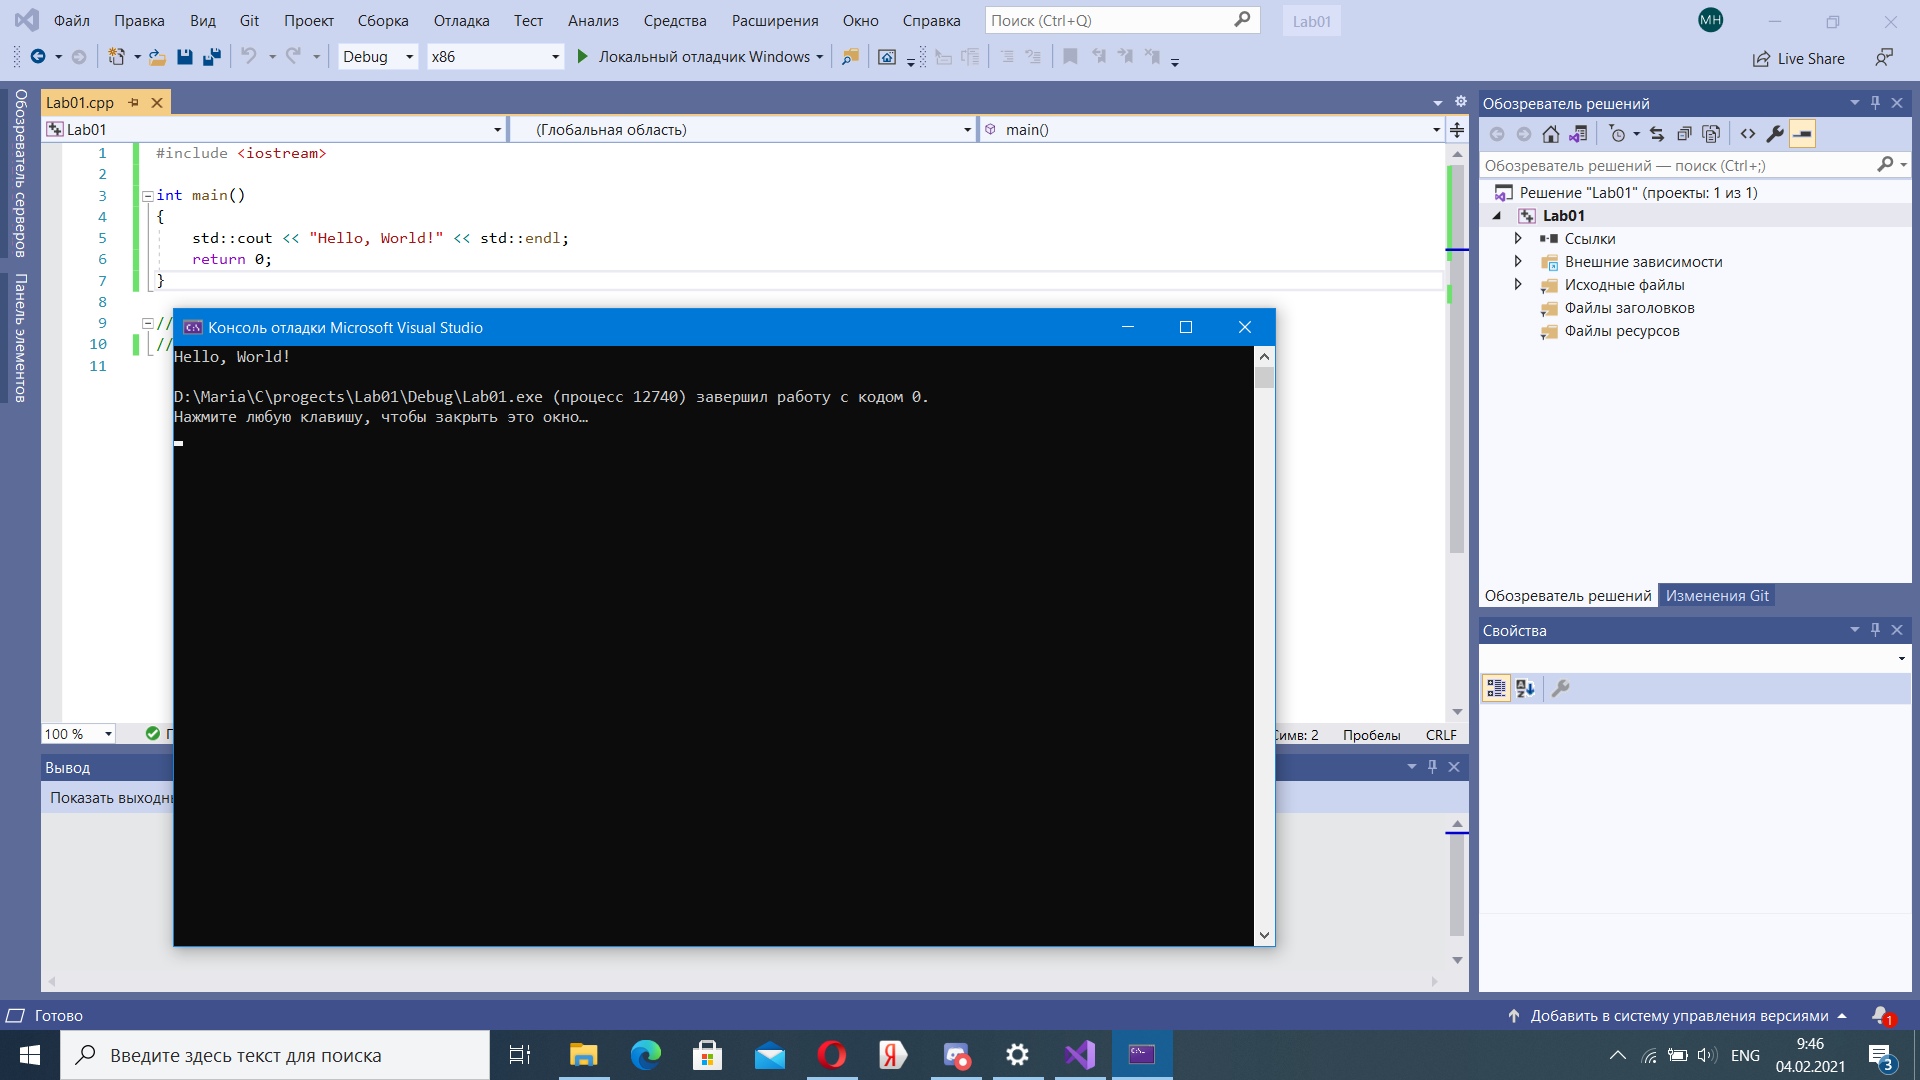 Файл Правка Вид Git Проект Сборка Отладка Тест Анализ Средства Расширения Окно Справка Поиск (Ctrl+Q) Lab01 МН
Debug x86 Локальный отладчик Windows Live Share
Обозреватель серверов
Панель элементов
Lab01.cpp
Lab01 (Глобальная область) main()
1 #include <iostream>
2
3 int main()
4 {
5 std::cout << "Hello, World!" << std::endl;
6 return 0;
7 }
8
9 //
10 //
11
Консоль отладки Microsoft Visual Studio
Hello, World!
D:\Maria\C\progects\Lab01\Debug\Lab01.exe (процесс 12740) завершил работу с кодом 0.
Нажмите любую клавишу, чтобы закрыть это окно…
100 % Симв: 2 Пробелы CRLF
Вывод
Показать выходны
Обозреватель решений
Обозреватель решений — поиск (Ctrl+;)
Решение "Lab01" (проекты: 1 из 1)
Lab01
Ссылки
Внешние зависимости
Исходные файлы
Файлы заголовков
Файлы ресурсов
Обозреватель решений Изменения Git
Свойства
Готово Добавить в систему управления версиями 1
Введите здесь текст для поиска ENG 9:46
04.02.2021 3